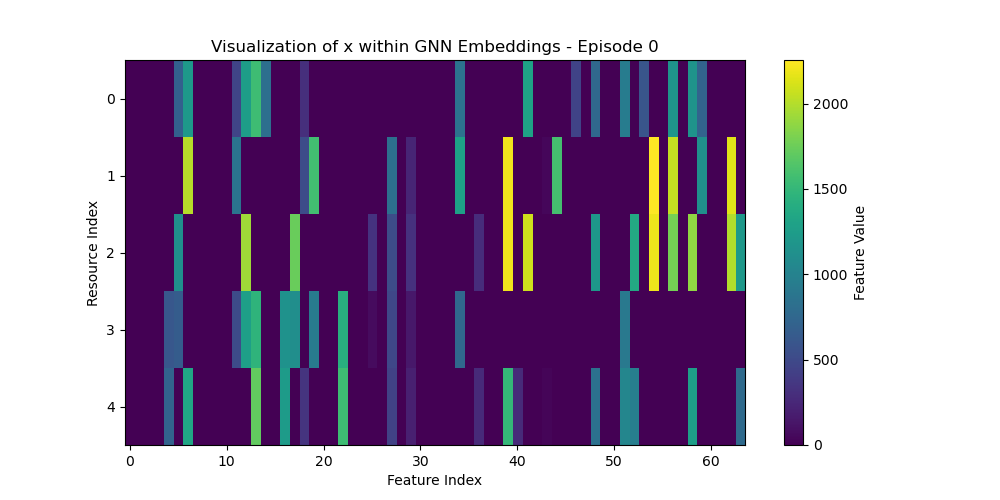 Visualization of x within GNN Embeddings - Episode 0
Resource Index
0
1
2
3
4
0 10 20 30 40 50 60
Feature Index
2000
1500
1000
500
0
Feature Value